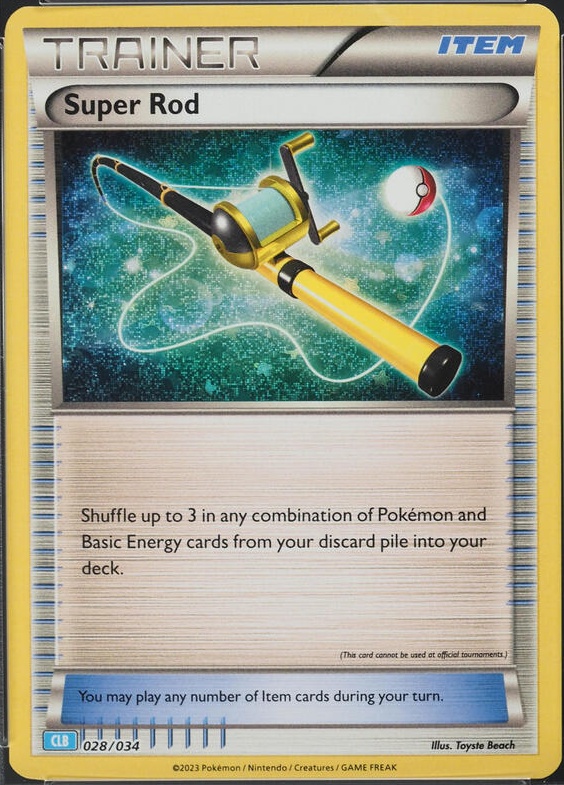 TRAINER
ITEM
Super Rod
Shuffle up to 3 in any combination of Pokémon and
Basic Energy cards from your discard pile into your
deck.
(This card cannot be used at official tournaments.)
You may play any number of Item cards during your turn.
CLB 028/034
Illus. Toyste Beach
©2023 Pokémon / Nintendo / Creatures / GAME FREAK